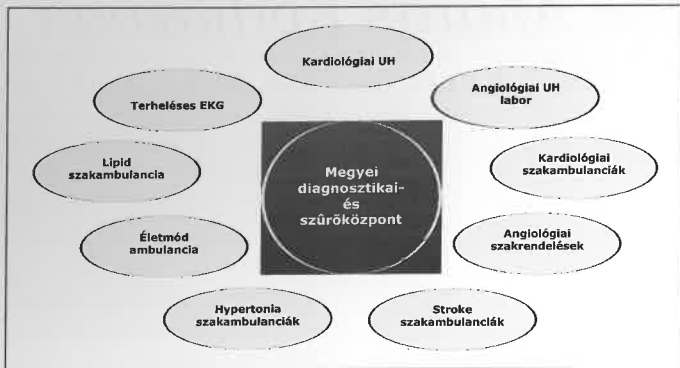 Kardiológiai UH
Terheléses EKG
Angiológiai UH
labor
Lipid
szakambulancia
Megyei
diagnosztikai-
és
szűrőközpont
Kardiológiai
szakambulanciák
Életmód
ambulancia
Angiológiai
szakrendelések
Hypertonia
szakambulanciák
Stroke
szakambulanciák